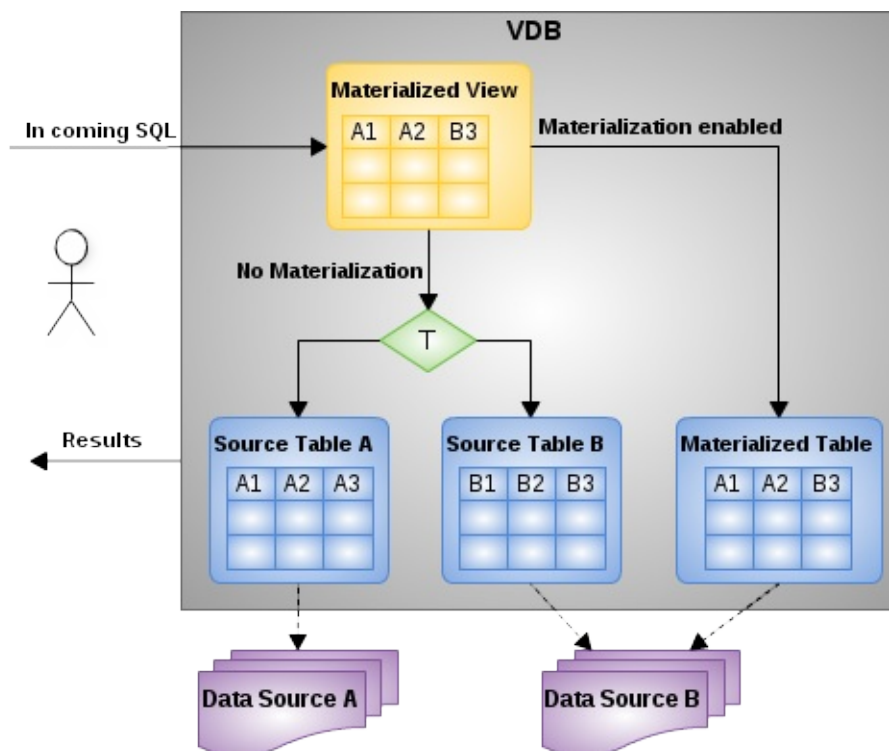 VDB
Materialized View
A1 A2 B3
In coming SQL
Materialization enabled
No Materialization
T
Results
Source Table A
A1 A2 A3
Source Table B
B1 B2 B3
Materialized Table
A1 A2 B3
Data Source A
Data Source B